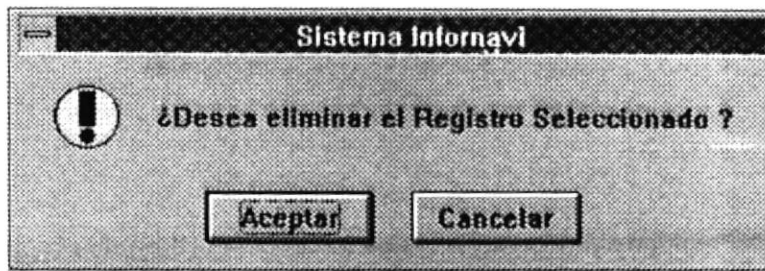 Sistema Infornavi
¿Desea eliminar el Registro Seleccionado ?
Aceptar
Cancelar